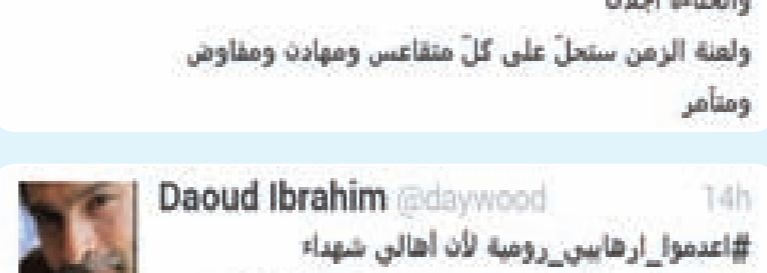 ولعنة الزمن ستحلّ على كلّ متقاعس ومهادن ومفاوض
ومتآمر
Daoud Ibrahim @daywood 14h
#اعدموا_ارهابيي_رومية لأن أهالي شهداء